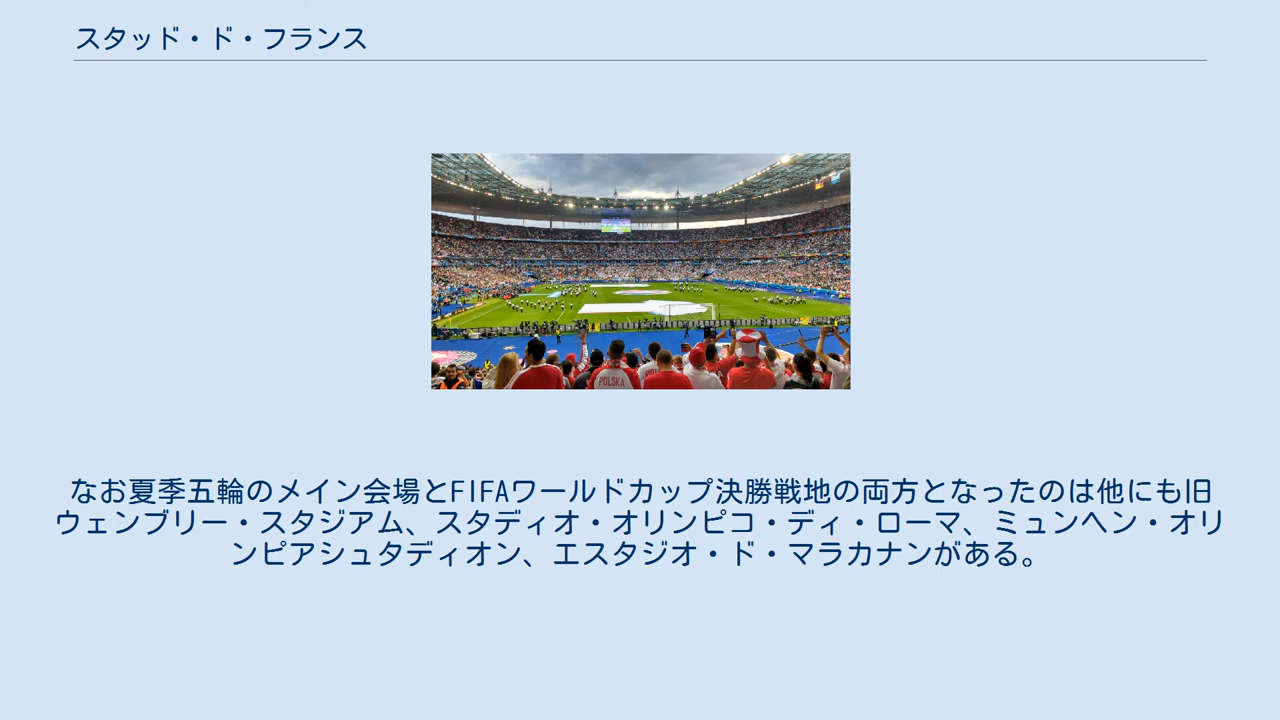 スタッド・ド・フランス
POLSKA
なお夏季五輪のメイン会場とFIFAワールドカップ決勝戦地の両方となったのは他にも旧
ウェンブリー・スタジアム、スタディオ・オリンピコ・ディ・ローマ、ミュンヘン・オリ
ンピアシュタディオン、エスタジオ・ド・マラカナンがある。